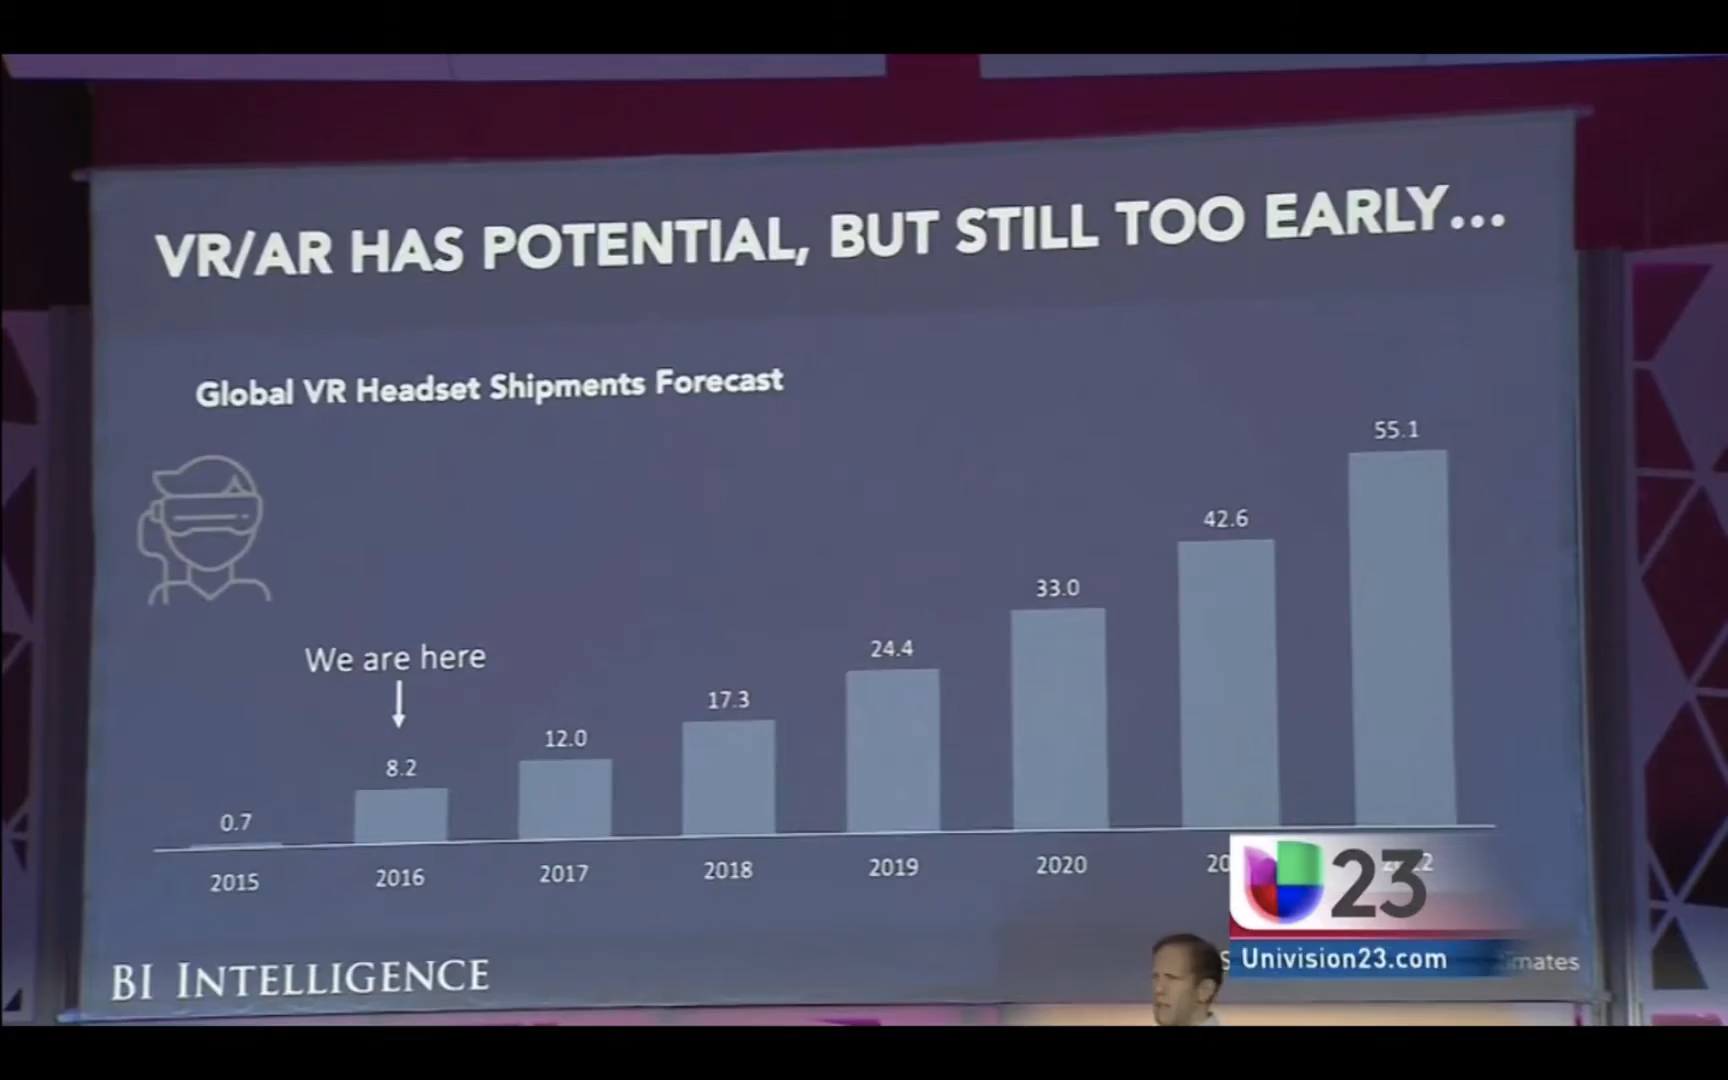 VR/AR HAS POTENTIAL, BUT STILL TOO EARLY...
Global VR Headset Shipments Forecast
55.1
42.6
33.0
24.4
17.3
12.0
8.2
0.7
We are here
2015 2016 2017 2018 2019 2020
23
Univision23.com
BI INTELLIGENCE